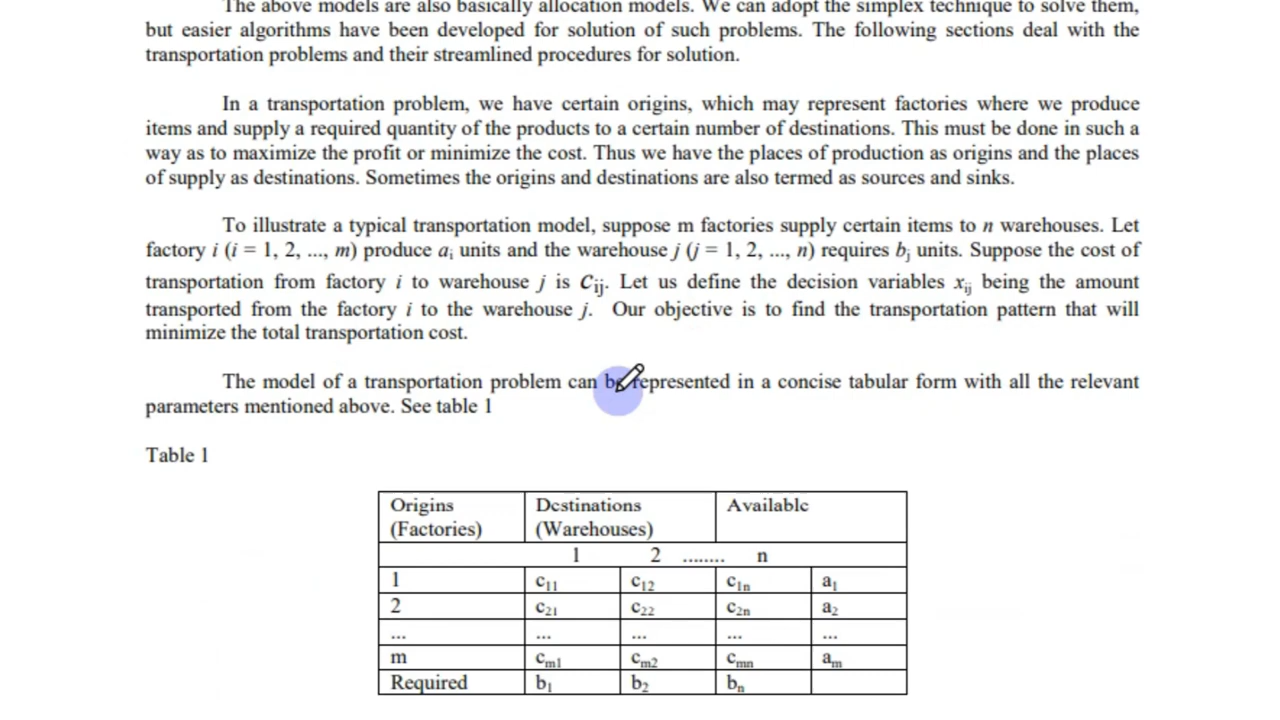 The above models are also basically allocation models. We can adopt the simplex technique to solve them,
but easier algorithms have been developed for solution of such problems. The following sections deal with the
transportation problems and their streamlined procedures for solution.
In a transportation problem, we have certain origins, which may represent factories where we produce
items and supply a required quantity of the products to a certain number of destinations. This must be done in such a
way as to maximize the profit or minimize the cost. Thus we have the places of production as origins and the places
of supply as destinations. Sometimes the origins and destinations are also termed as sources and sinks.
To illustrate a typical transportation model, suppose m factories supply certain items to n warehouses. Let
factory i (i = 1, 2, ..., m) produce aᵢ units and the warehouse j (j = 1, 2, ..., n) requires bⱼ units. Suppose the cost of
transportation from factory i to warehouse j is Cᵢⱼ. Let us define the decision variables xᵢⱼ being the amount
transported from the factory i to the warehouse j. Our objective is to find the transportation pattern that will
minimize the total transportation cost.
The model of a transportation problem can be represented in a concise tabular form with all the relevant
parameters mentioned above. See table 1
Table 1
Origins Destinations Available
(Factories) (Warehouses)
1 2 ........ n
1 c₁₁ c₁₂ c₁ₙ a₁
2 c₂₁ c₂₂ c₂ₙ a₂
... ... ... ... ...
m cₘ₁ cₘ₂ cₘₙ aₘ
Required b₁ b₂ bₙ